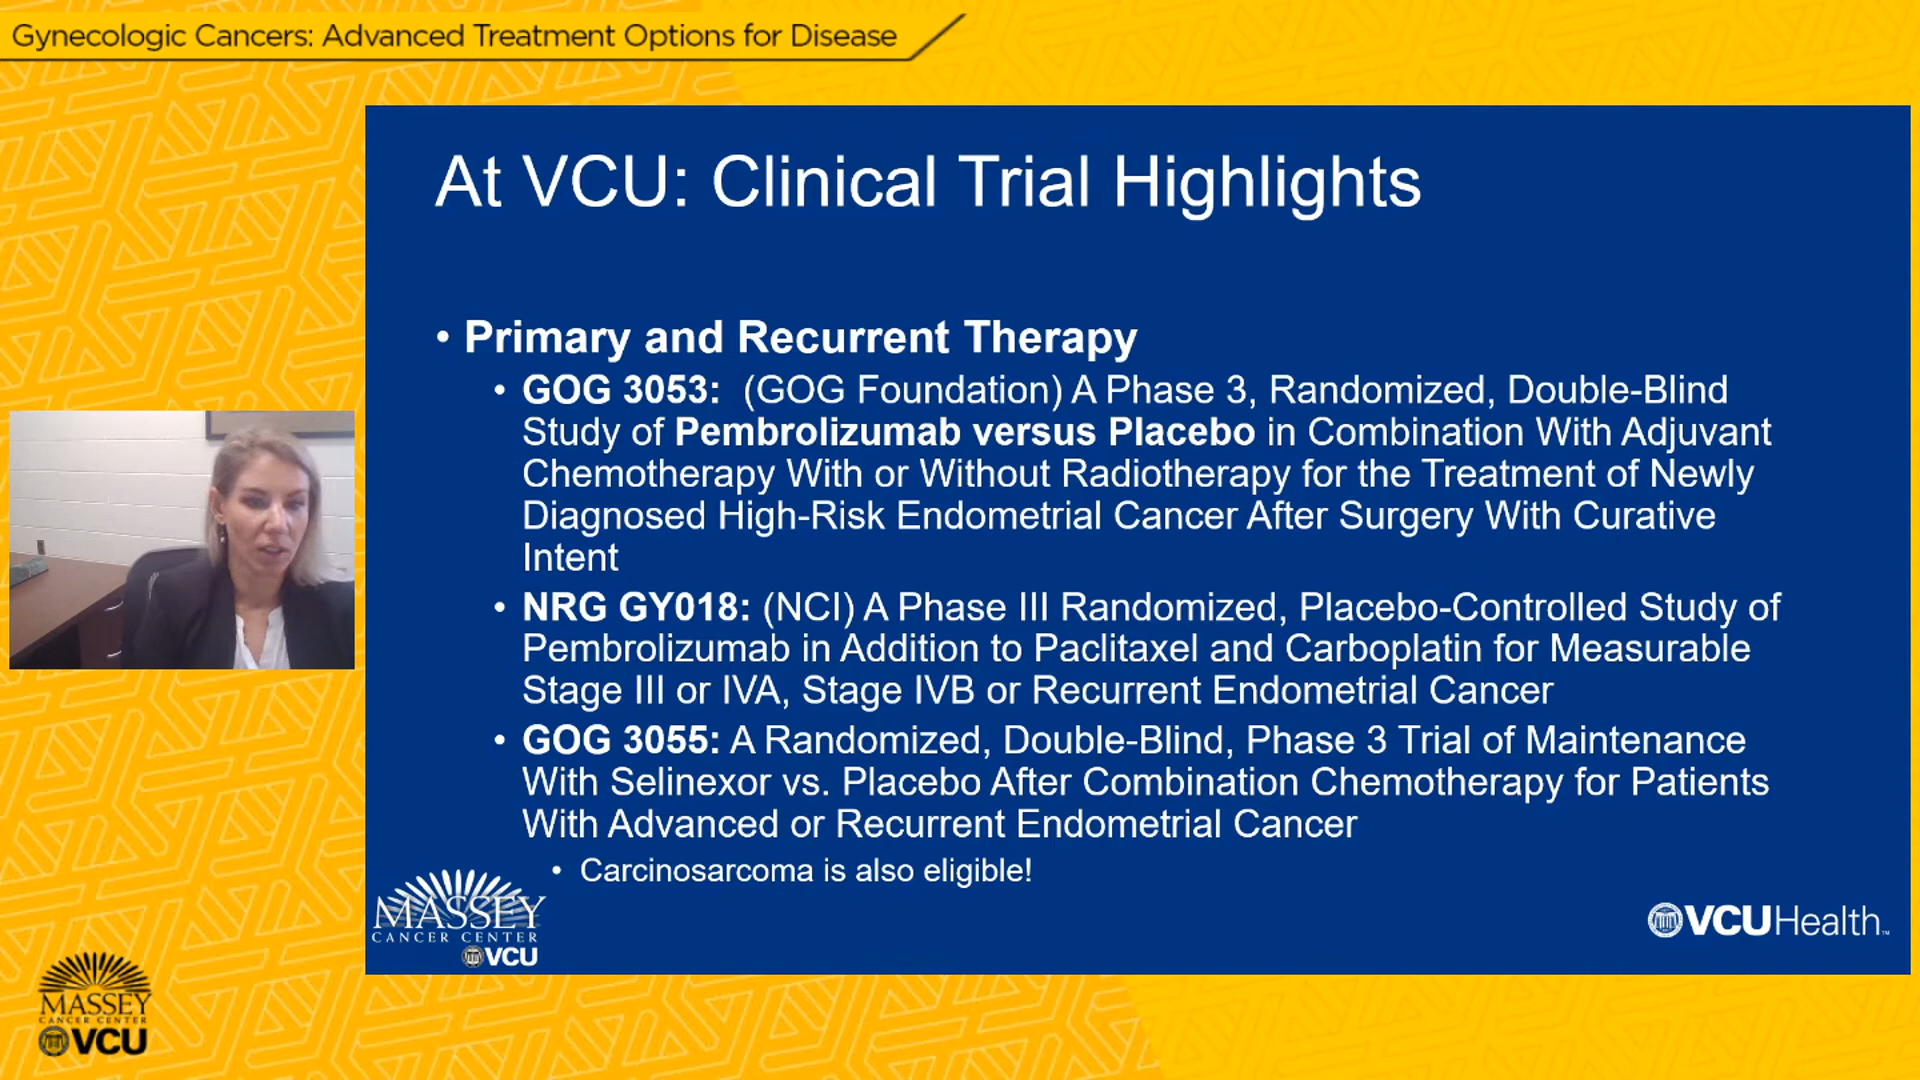 Gynecologic Cancers: Advanced Treatment Options for Disease
At VCU: Clinical Trial Highlights
• Primary and Recurrent Therapy
• GOG 3053: (GOG Foundation) A Phase 3, Randomized, Double-Blind
Study of Pembrolizumab versus Placebo in Combination With Adjuvant
Chemotherapy With or Without Radiotherapy for the Treatment of Newly
Diagnosed High-Risk Endometrial Cancer After Surgery With Curative
Intent
• NRG GY018: (NCI) A Phase III Randomized, Placebo-Controlled Study of
Pembrolizumab in Addition to Paclitaxel and Carboplatin for Measurable
Stage III or IVA, Stage IVB or Recurrent Endometrial Cancer
• GOG 3055: A Randomized, Double-Blind, Phase 3 Trial of Maintenance
With Selinexor vs. Placebo After Combination Chemotherapy for Patients
With Advanced or Recurrent Endometrial Cancer
• Carcinosarcoma is also eligible!
MASSEY
CANCER CENTER
VCU
VCUHealth™
MASSEY
CANCER CENTER
VCU